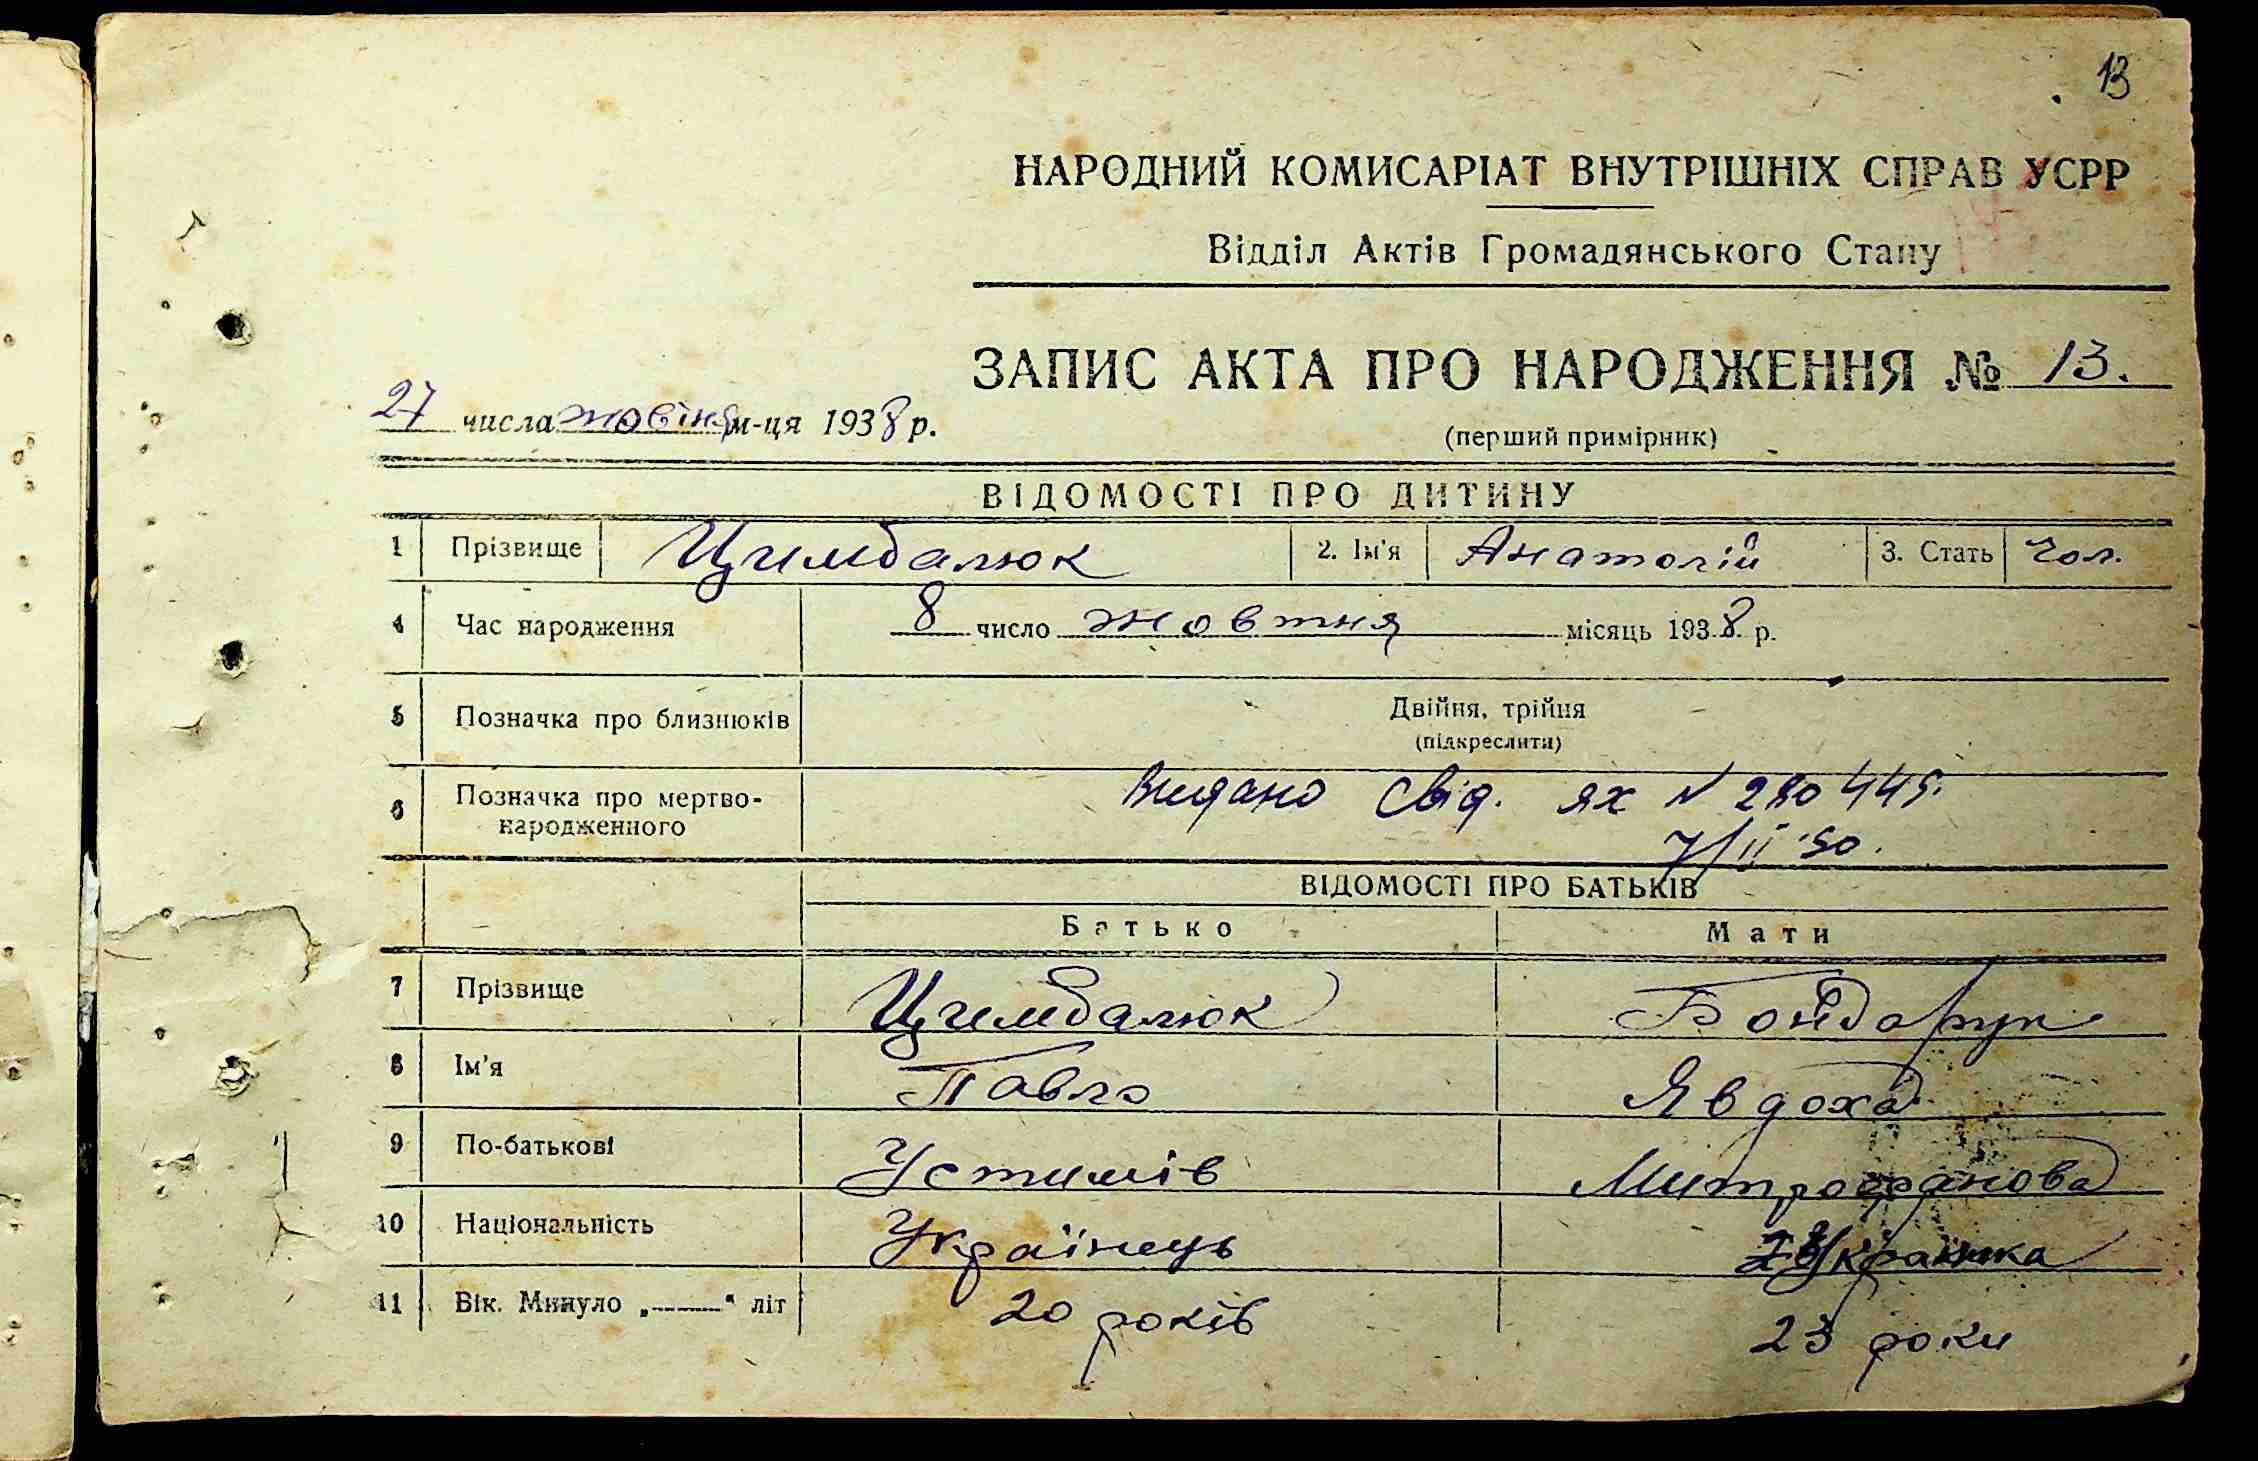 13
НАРОДНИЙ КОМИСАРІАТ ВНУТРІШНІХ СПРАВ УСРР
Відділ Актів Громадянського Стану
ЗАПИС АКТА ПРО НАРОДЖЕННЯ № 13.
27 числа жовтня м-ця 1938 р.
(перший примірник)
ВІДОМОСТІ ПРО ДИТИНУ
1 Прізвище Цимбалюк 2. Ім'я Анатолій 3. Стать Чол.
4 Час народження 8 число жовтня місяць 1938 р.
5 Позначка про близнюків Двійня, трійня
(підкреслити)
6 Позначка про мертво-
народженного
Видано свід. ЯХ N 280449.
7/II 50.
ВІДОМОСТІ ПРО БАТЬКІВ
Батько Мати
7 Прізвище Цимбалюк Бондарук
8 Ім'я Павло Явдоха
9 По-батькові Устимів Митрофанова
10 Національність Українець Українка
11 Вік. Минуло „——" літ 20 років 23 роки